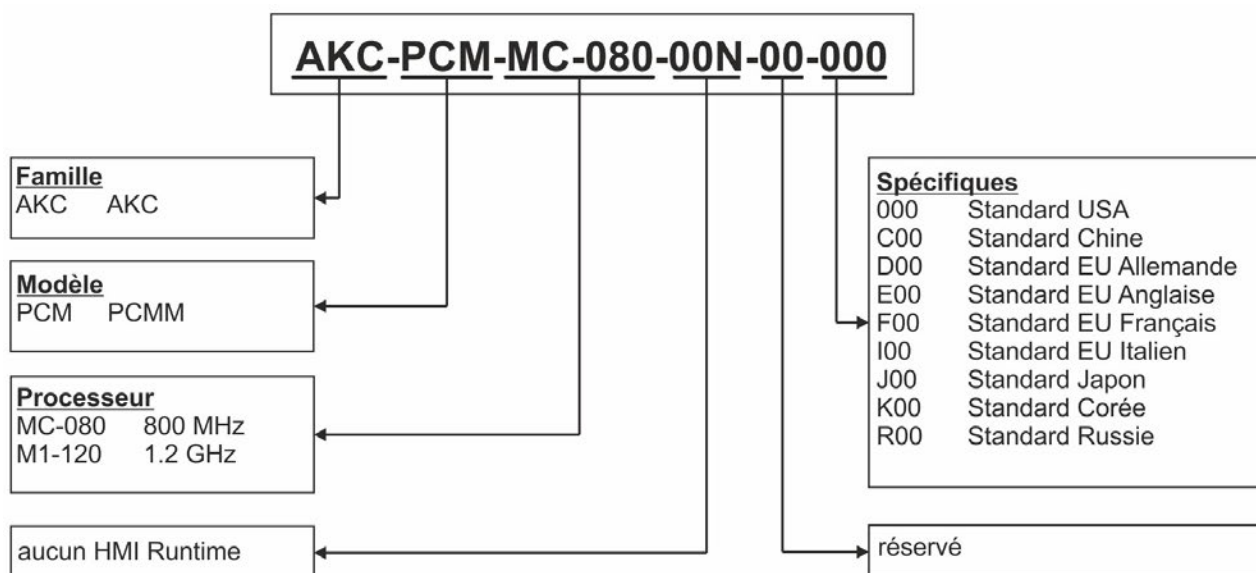 AKC-PCM-MC-080-00N-00-000
Famille
AKC AKC
Modèle
PCM PCMM
Processeur
MC-080 800 MHz
M1-120 1.2 GHz
aucun HMI Runtime
Spécifiques
000 Standard USA
C00 Standard Chine
D00 Standard EU Allemande
E00 Standard EU Anglaise
F00 Standard EU Français
I00 Standard EU Italien
J00 Standard Japon
K00 Standard Corée
R00 Standard Russie
réservé